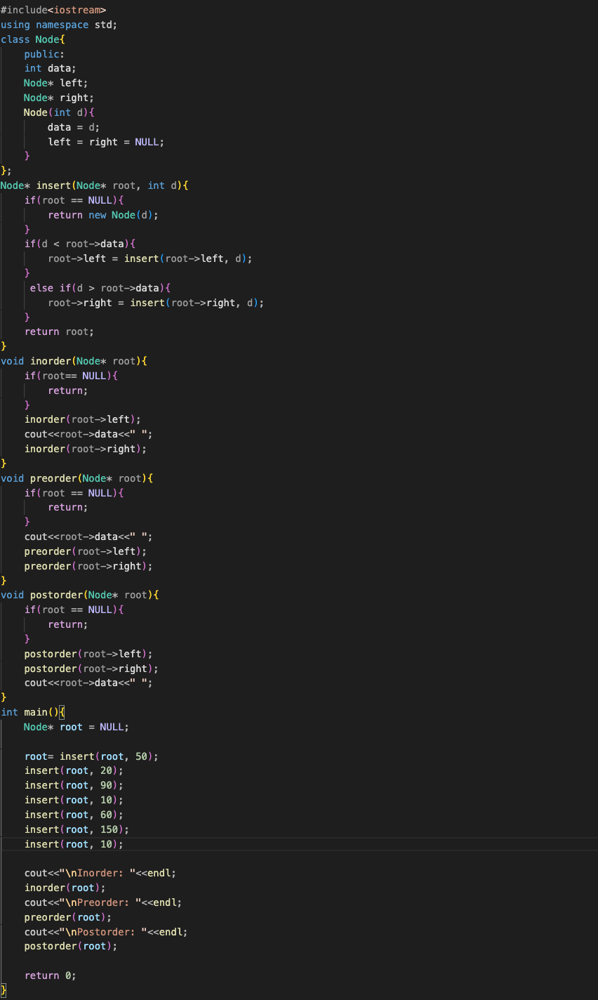 #include<iostream>
using namespace std;
class Node{
    public:
    int data;
    Node* left;
    Node* right;
    Node(int d){
        data = d;
        left = right = NULL;
    }
};
Node* insert(Node* root, int d){
    if(root == NULL){
        return new Node(d);
    }
    if(d < root->data){
        root->left = insert(root->left, d);
    }
     else if(d > root->data){
        root->right = insert(root->right, d);
    }
    return root;
}
void inorder(Node* root){
    if(root== NULL){
        return;
    }
    inorder(root->left);
    cout<<root->data<<" ";
    inorder(root->right);
}
void preorder(Node* root){
    if(root == NULL){
        return;
    }
    cout<<root->data<<" ";
    preorder(root->left);
    preorder(root->right);
}
void postorder(Node* root){
    if(root == NULL){
        return;
    }
    postorder(root->left);
    postorder(root->right);
    cout<<root->data<<" ";
}
int main(){
    Node* root = NULL;

    root= insert(root, 50);
    insert(root, 20);
    insert(root, 90);
    insert(root, 10);
    insert(root, 60);
    insert(root, 150);
    insert(root, 10);

    cout<<"\nInorder: "<<endl;
    inorder(root);
    cout<<"\nPreorder: "<<endl;
    preorder(root);
    cout<<"\nPostorder: "<<endl;
    postorder(root);

    return 0;
}